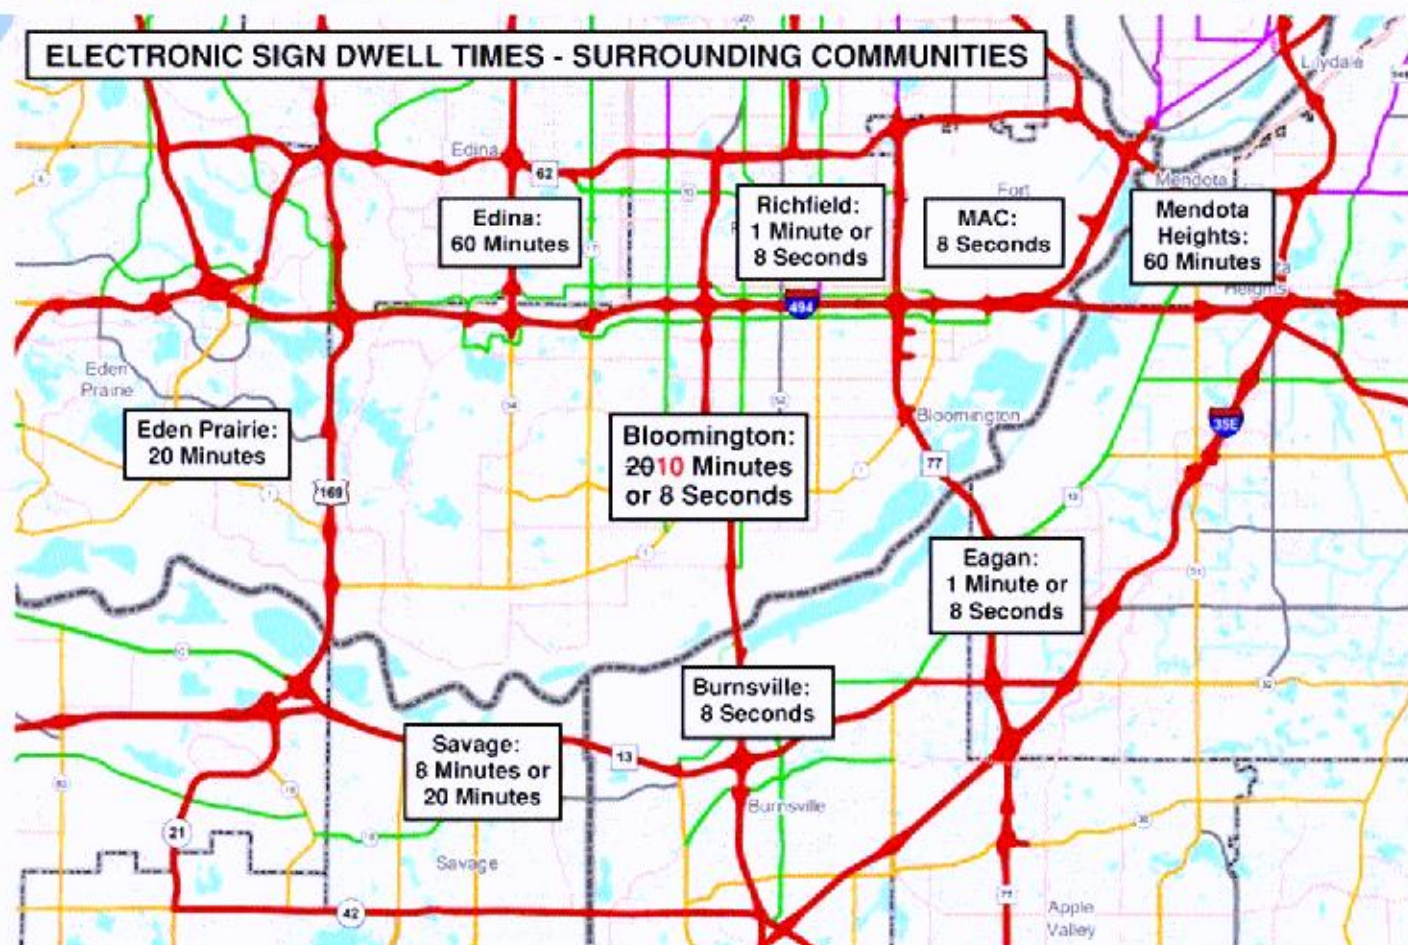 ELECTRONIC SIGN DWELL TIMES - SURROUNDING COMMUNITIES
Lilydale
Edina
62
Mendota
Fort
Edina:
60 Minutes
Richfield:
1 Minute or
8 Seconds
MAC:
8 Seconds
Mendota
Heights:
60 Minutes
Heights
494
Eden
Prairie
35E
Bloomington
Eden Prairie:
20 Minutes
Bloomington:
2010 Minutes
or 8 Seconds
77
169
13
Eagan:
1 Minute or
8 Seconds
Burnsville:
8 Seconds
Savage:
8 Minutes or
20 Minutes
13
Burnsville
21
Savage
77
42
Apple
Valley